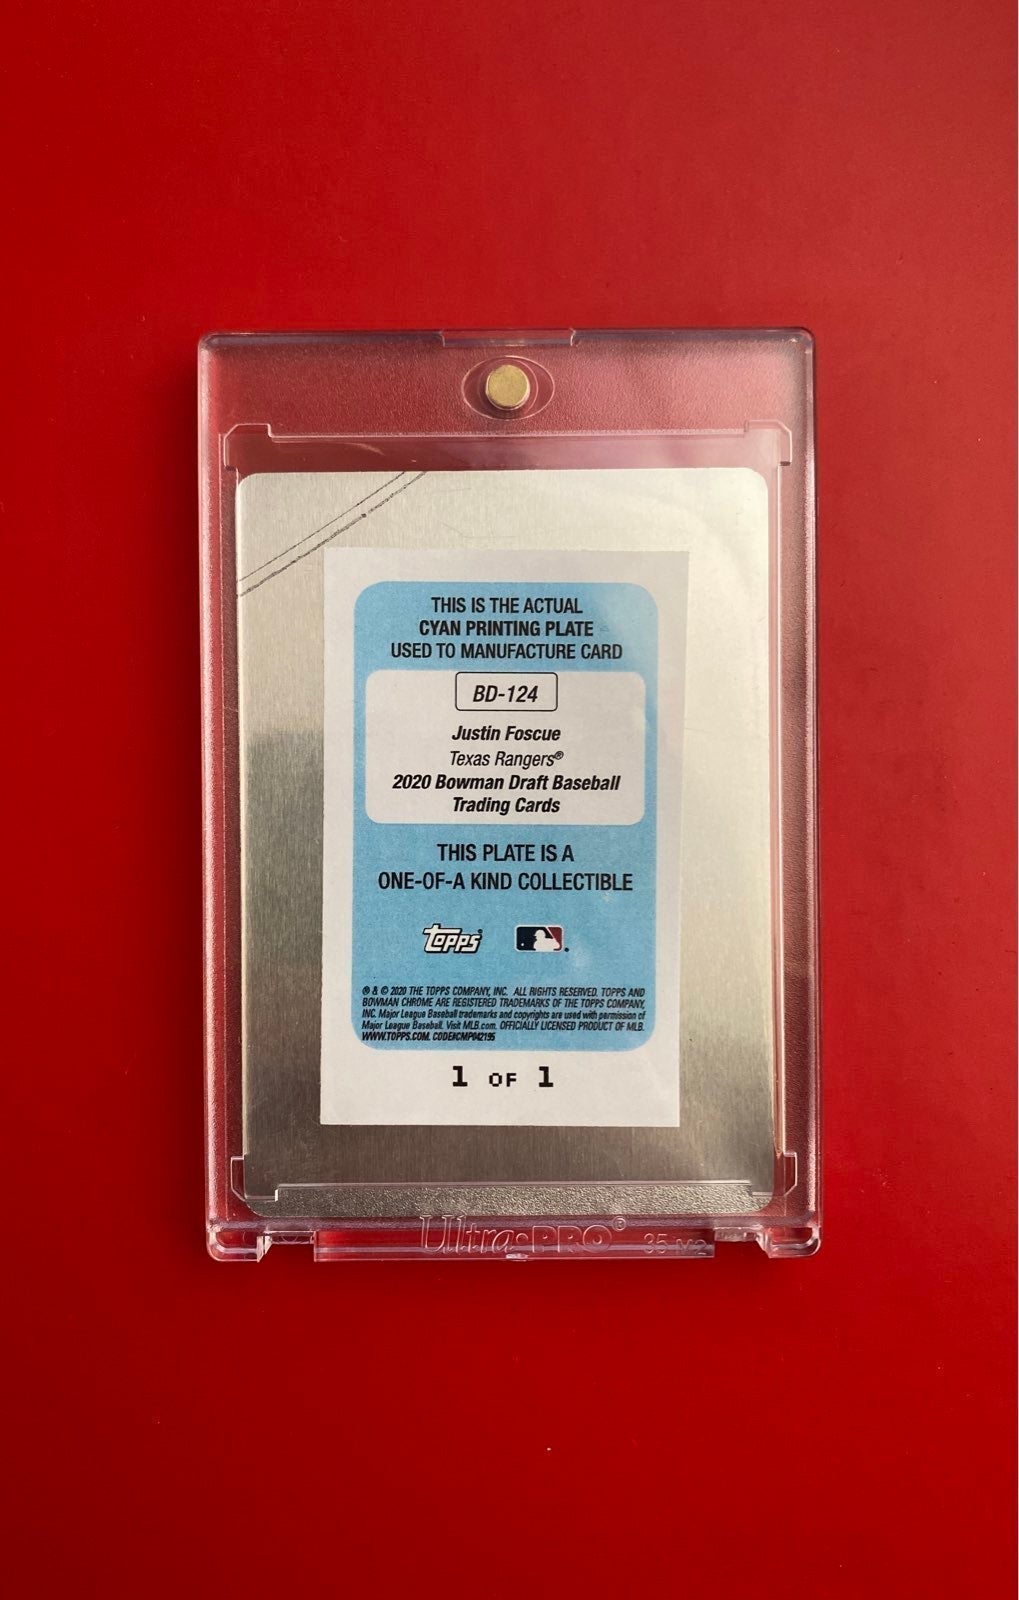 THIS IS THE ACTUAL
CYAN PRINTING PLATE
USED TO MANUFACTURE CARD
BD-124
Justin Foscue
Texas Rangers®
2020 Bowman Draft Baseball
Trading Cards
THIS PLATE IS A
ONE-OF-A KIND COLLECTIBLE
topps
® & © 2020 THE TOPPS COMPANY, INC. ALL RIGHTS RESERVED. TOPPS AND
BOWMAN CHROME ARE REGISTERED TRADEMARKS OF THE TOPPS COMPANY,
INC. Major League Baseball trademarks and copyrights are used with permission of
Major League Baseball. Visit MLB.com. OFFICIALLY LICENSED PRODUCT OF MLB.
WWW.TOPPS.COM. CODE#CMP042195
1 OF 1
Ultra·PRO® 35